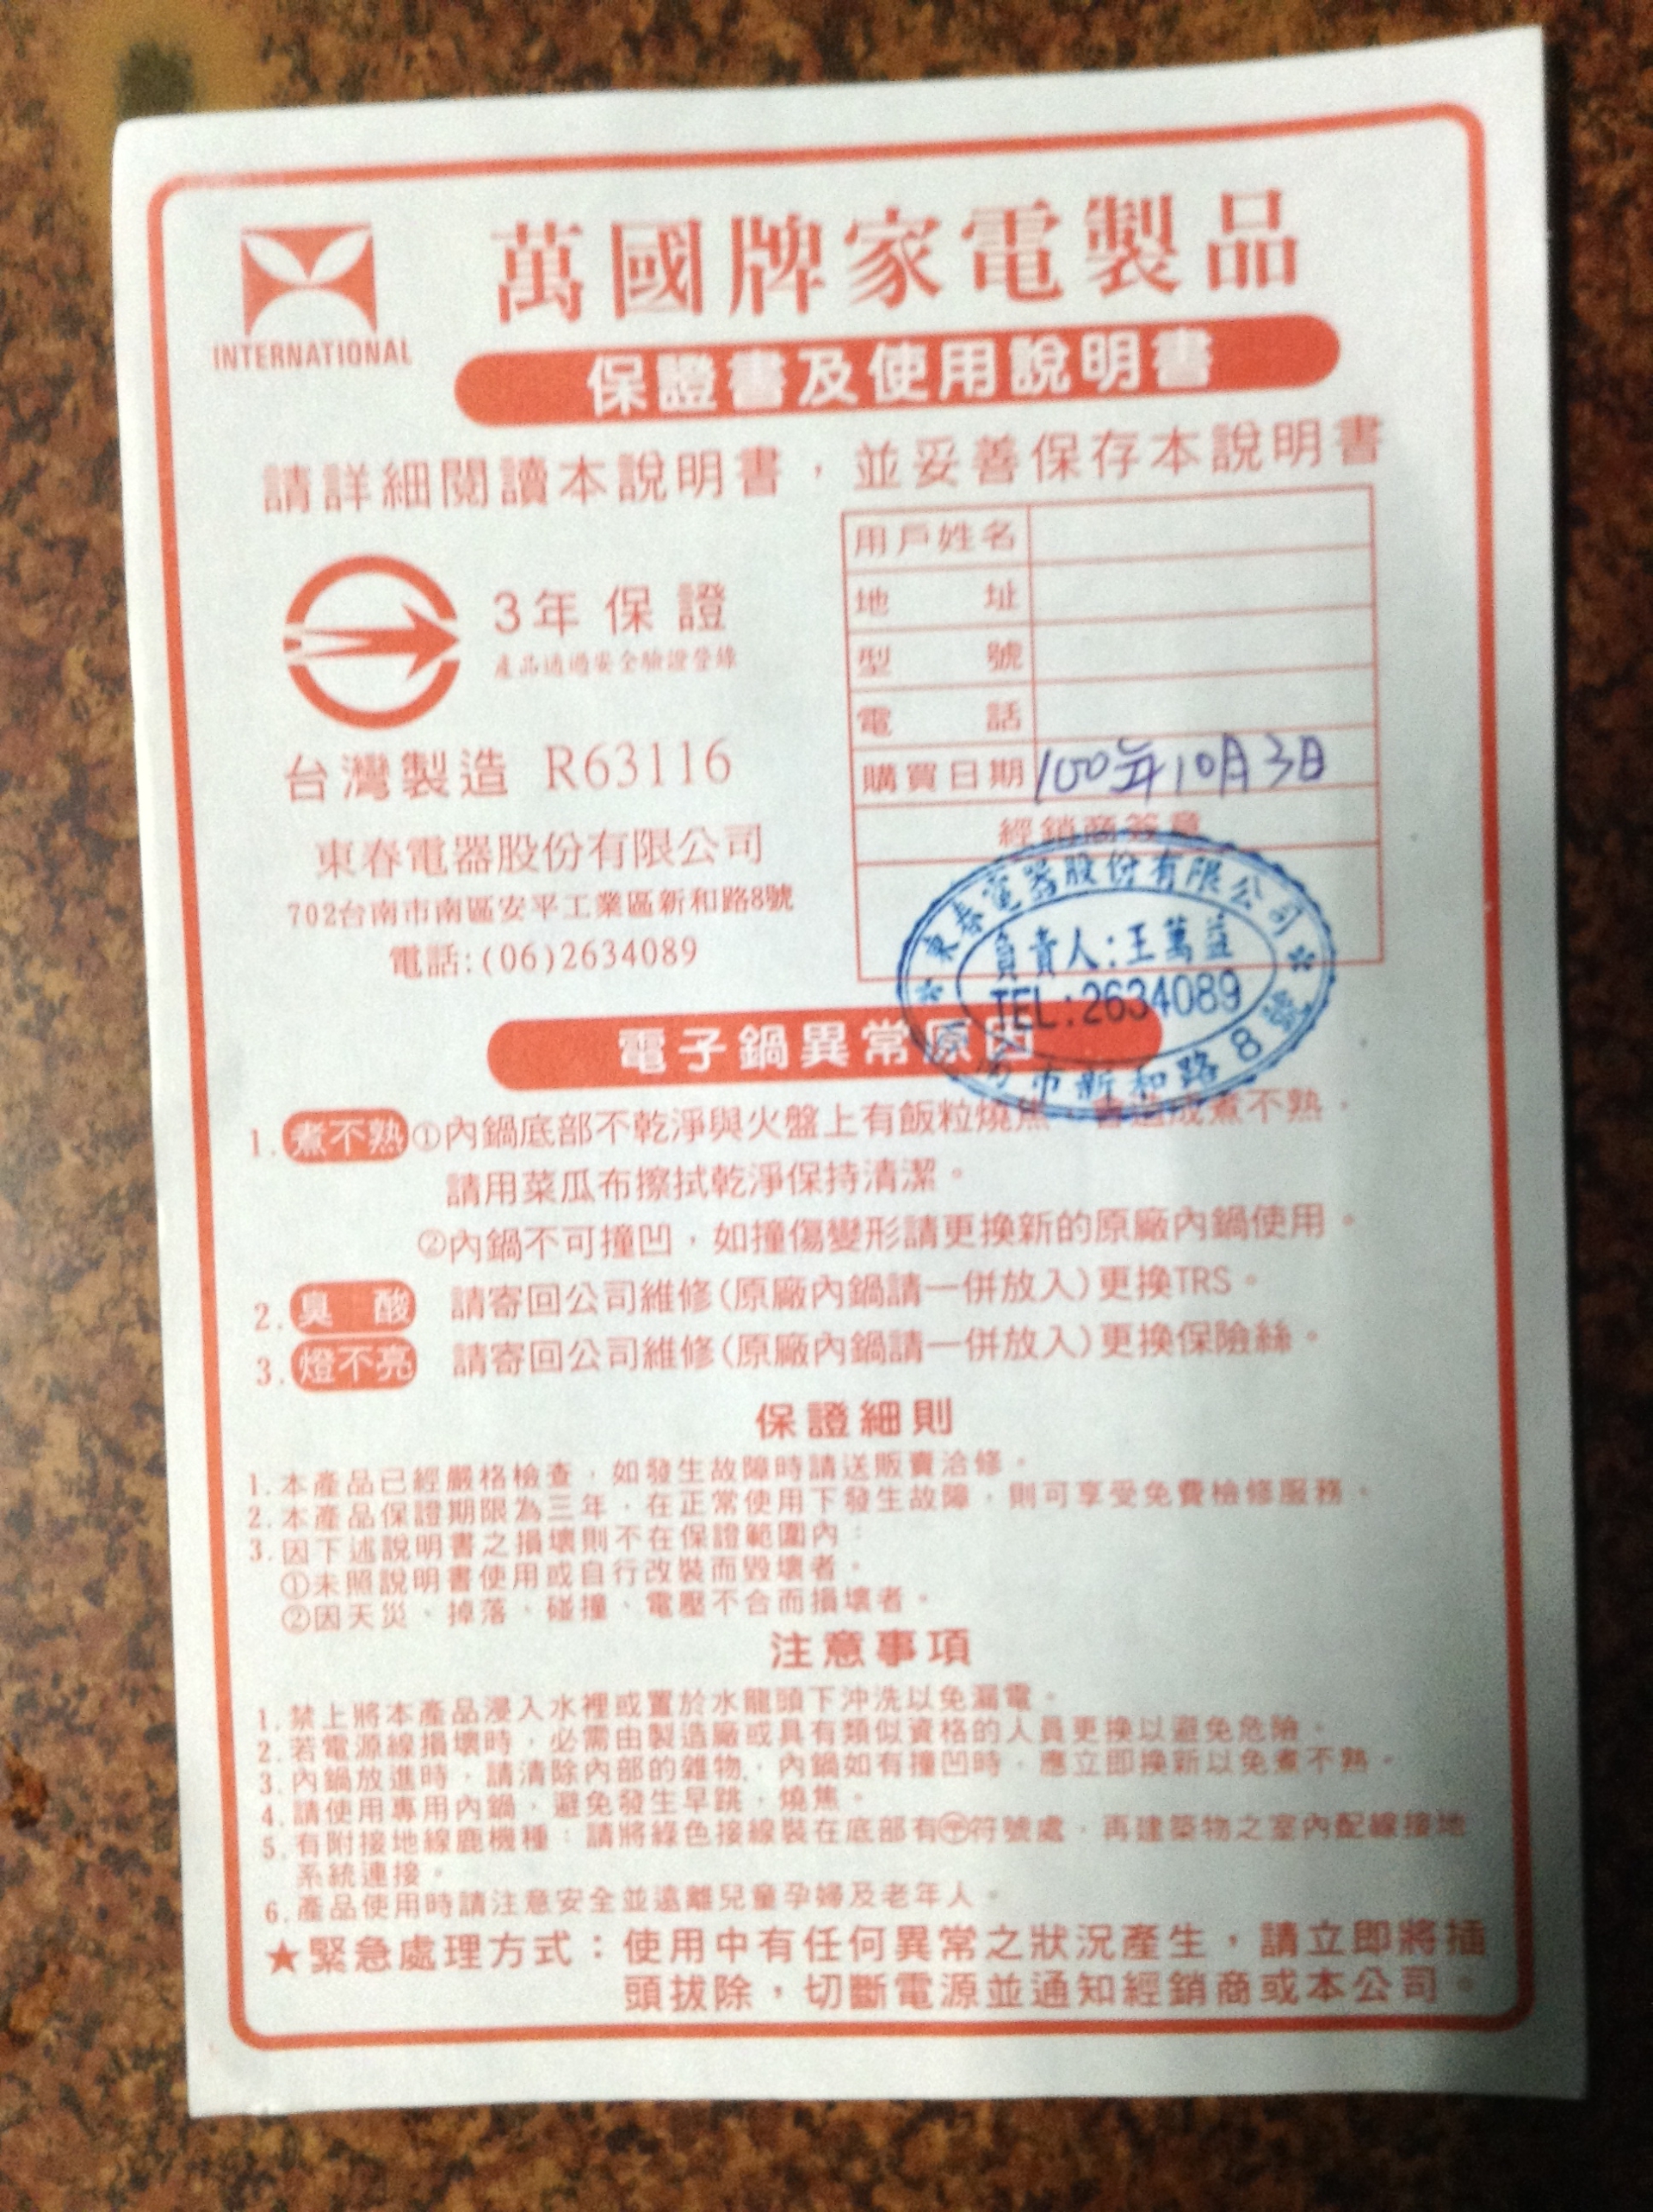 INTERNATIONAL
萬國牌家電製品
保證書及使用說明書
請詳細閱讀本說明書，並妥善保存本說明書
3年保證
產品通過安全驗證登錄
台灣製造 R63116
東春電器股份有限公司
702台南市南區安平工業區新和路8號
電話:(06)2634089
用戶姓名
地址
型號
電話
購買日期 100年10月3日
經銷商簽章
東春電器股份有限公司
負責人:王萬益
TEL:2634089
台南市新和路8號
電子鍋異常原因
1. 煮不熟 ①內鍋底部不乾淨與火盤上有飯粒燒焦，會造成煮不熟，
請用菜瓜布擦拭乾淨保持清潔。
②內鍋不可撞凹，如撞傷變形請更換新的原廠內鍋使用。
2. 臭酸 請寄回公司維修(原廠內鍋請一併放入)更換TRS。
3. 燈不亮 請寄回公司維修(原廠內鍋請一併放入)更換保險絲。
保證細則
1. 本產品已經嚴格檢查，如發生故障時請送販賣洽修。
2. 本產品保證期限為三年，在正常使用下發生故障，則可享受免費檢修服務。
3. 因下述說明書之損壞則不在保證範圍內：
①未照說明書使用或自行改裝而毀壞者。
②因天災、掉落、碰撞、電壓不合而損壞者。
注意事項
1. 禁止將本產品浸入水裡或置於水龍頭下沖洗以免漏電。
2. 若電源線損壞時，必需由製造廠或具有類似資格的人員更換以避免危險。
3. 內鍋放進時，請清除內部的雜物，內鍋如有撞凹時，應立即換新以免煮不熟。
4. 請使用專用內鍋，避免發生早跳，燒焦。
5. 有附接地線鹿機種：請將綠色接線裝在底部有符號處，再建築物之室內配線接地
系統連接。
6. 產品使用時請注意安全並遠離兒童孕婦及老年人。
★緊急處理方式：使用中有任何異常之狀況產生，請立即將插
頭拔除，切斷電源並通知經銷商或本公司。